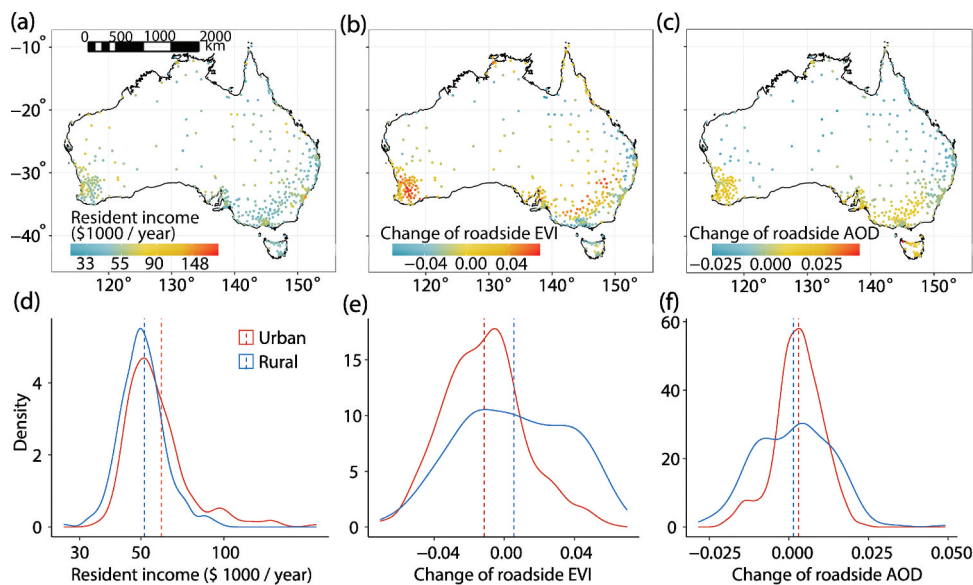 (a)
(b)
(c)
0 500 1000 2000
km
−10°
−20°
−30°
−40°
Resident income
($1000 / year)
33 55 90 148
Change of roadside EVI
−0.04 0.00 0.04
Change of roadside AOD
−0.025 0.000 0.025
120° 130° 140° 150°
120° 130° 140° 150°
120° 130° 140° 150°
(d)
(e)
(f)
Urban
Rural
Density
0
2
4
30 50 100
Resident income ($ 1000 / year)
0
5
10
15
−0.04 0.00 0.04
Change of roadside EVI
0
20
40
60
−0.025 0.000 0.025 0.050
Change of roadside AOD